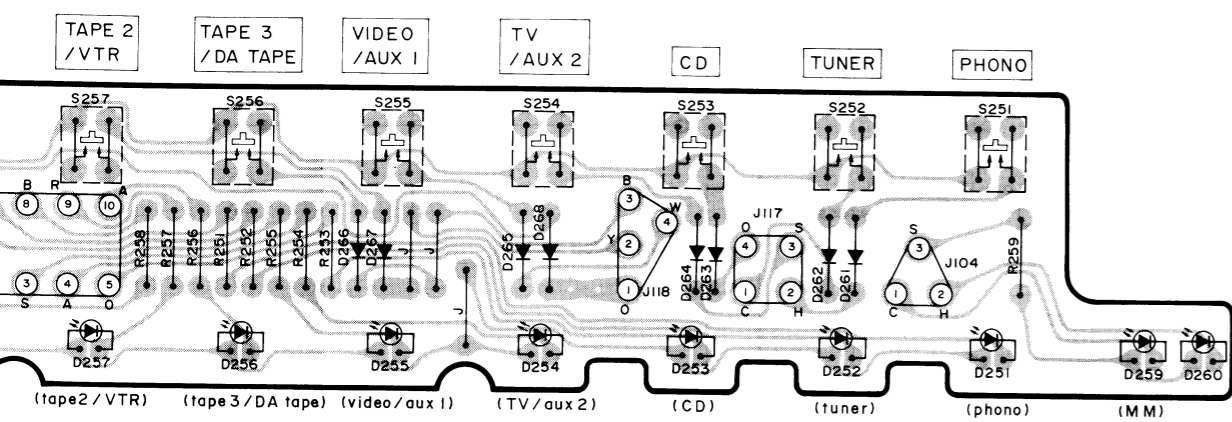 TAPE 2
/VTR
TAPE 3
/DA TAPE
VIDEO
/AUX 1
TV
/AUX 2
CD
TUNER
PHONO
S257
S256
S255
S254
S253
S252
S251
B R A
8 9 10
3 4 5
S A O
R258
R257
R256
R251
R252
R255
R254
R253
D266
D267
J
J
J
D265
D268
B
3
W
4
Y
2
1
J118
O
D264
D263
J117
O S
4 3
1 2
C H
D262
D261
S
3
J104
1 2
C H
R259
D257
D256
D255
D254
D253
D252
D251
D259
D260
(tape2/VTR)
(tape3/DA tape)
(video/aux 1)
(TV/aux 2)
(CD)
(tuner)
(phono)
(MM)